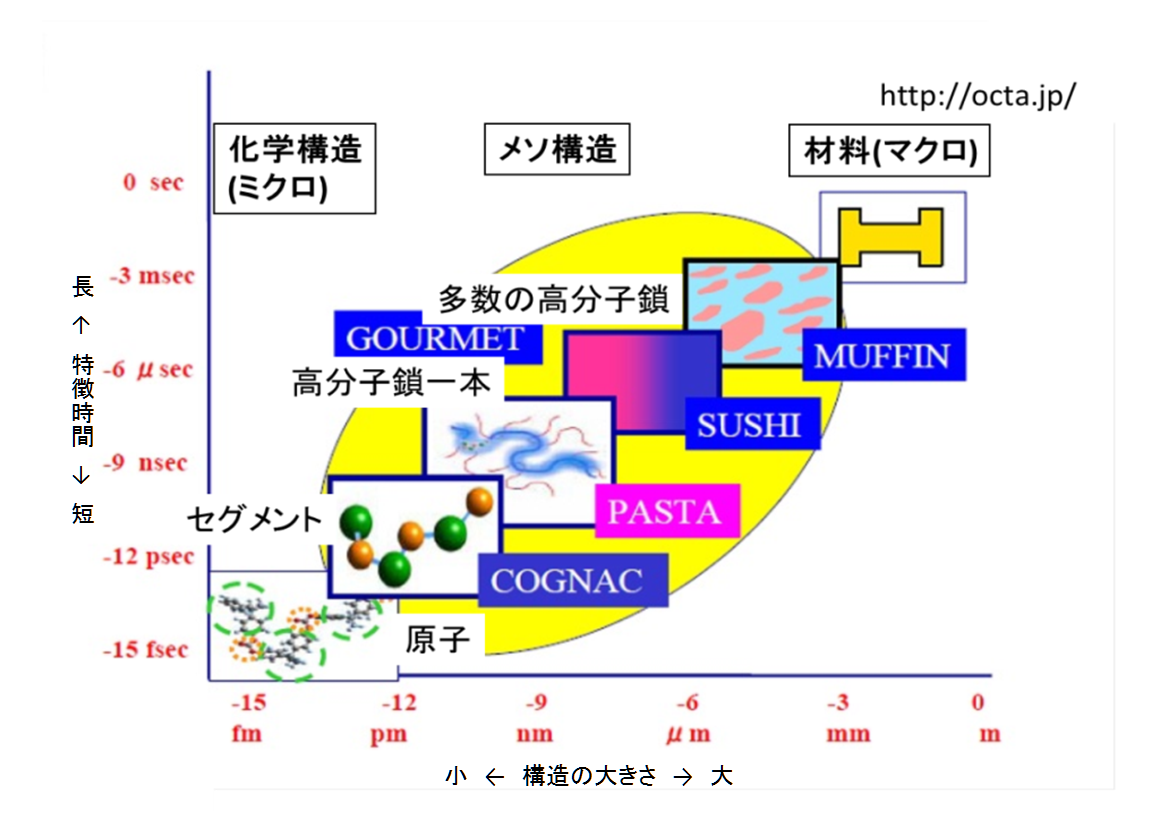 http://octa.jp/
化学構造
(ミクロ)
メソ構造
材料(マクロ)
0 sec
-3 msec
-6 μsec
-9 nsec
-12 psec
-15 fsec
長 ↑ 特徴時間 ↓ 短
多数の高分子鎖
GOURMET
MUFFIN
高分子鎖一本
SUSHI
セグメント
PASTA
COGNAC
原子
-15 -12 -9 -6 -3 0
fm pm nm μm mm m
小 ← 構造の大きさ → 大